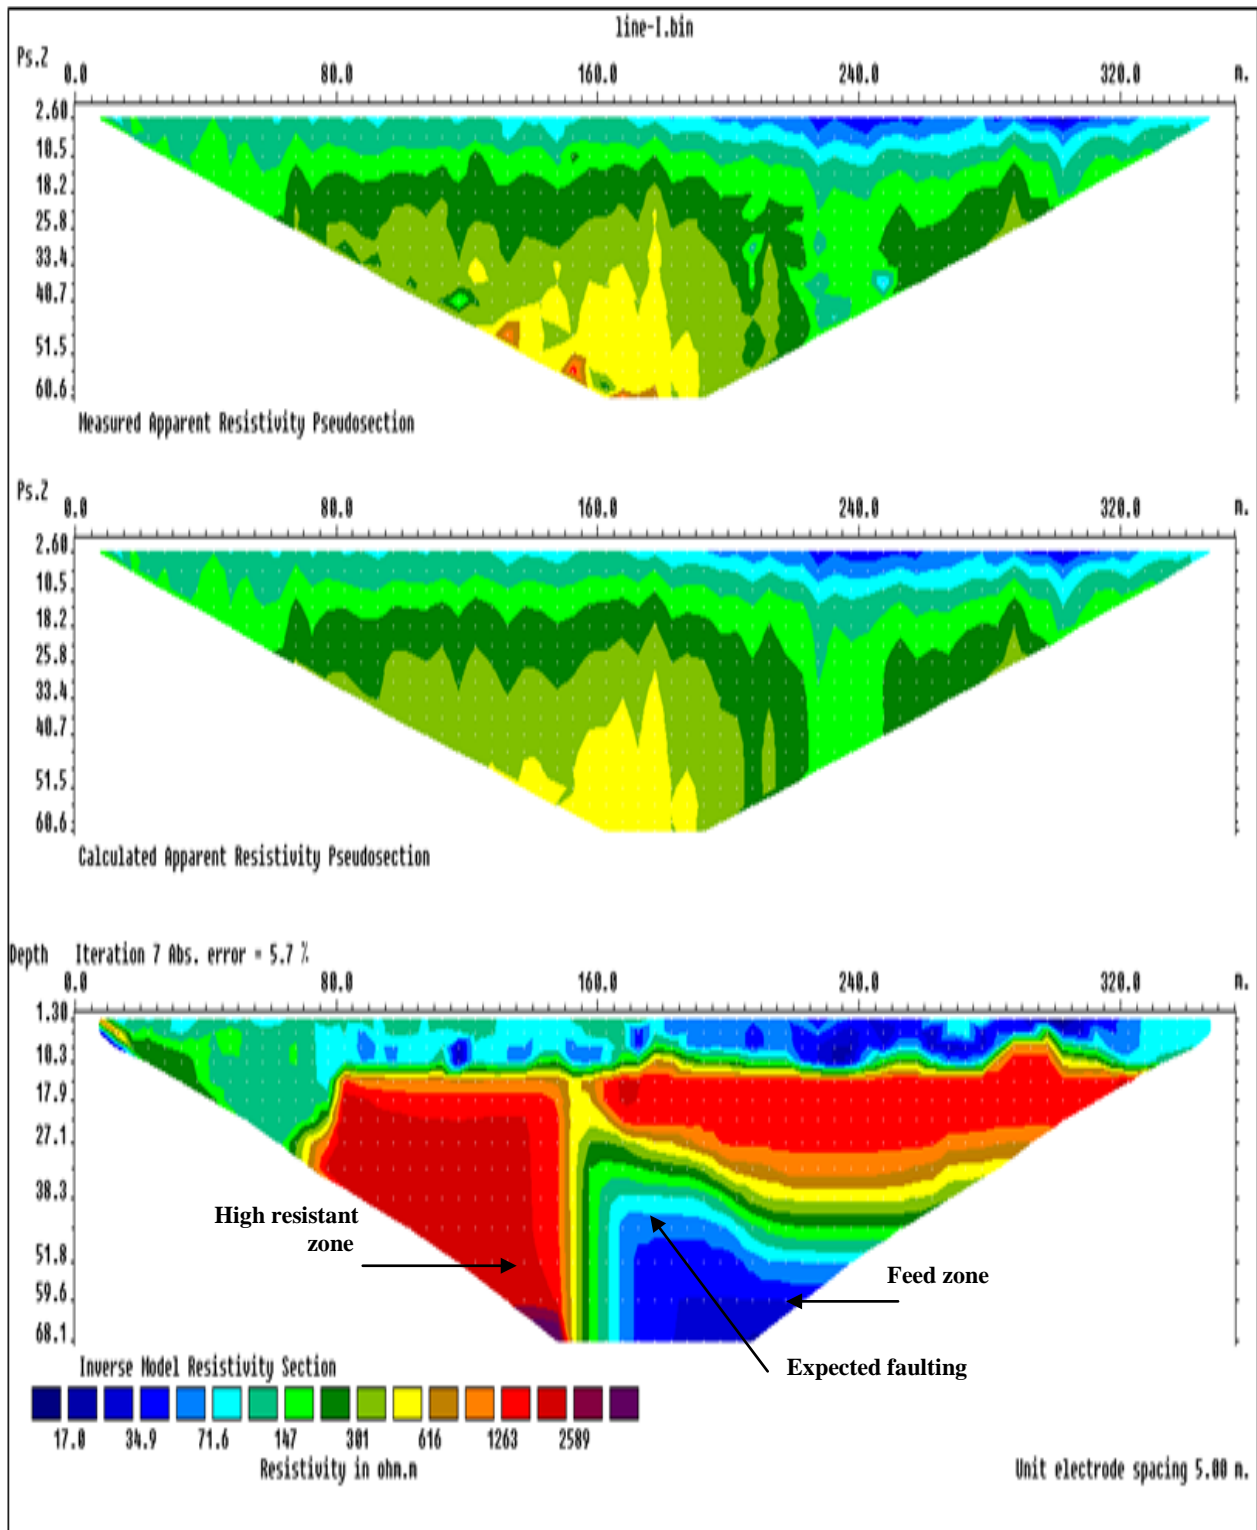 line-I.bin
Ps.Z 0.0 80.0 160.0 240.0 320.0 m.
2.60
10.5
18.2
25.8
33.4
40.7
51.5
60.6
Measured Apparent Resistivity Pseudosection
Ps.Z 0.0 80.0 160.0 240.0 320.0 m.
2.60
10.5
18.2
25.8
33.4
40.7
51.5
60.6
Calculated Apparent Resistivity Pseudosection
Depth Iteration 7 Abs. error = 5.7 %
0.0 80.0 160.0 240.0 320.0 m.
1.30
10.3
17.9
27.1
38.3
51.8
59.6
68.1
High resistant
zone
Feed zone
Expected faulting
Inverse Model Resistivity Section
17.0 34.9 71.6 147 301 616 1263 2589
Resistivity in ohm.m
Unit electrode spacing 5.00 m.